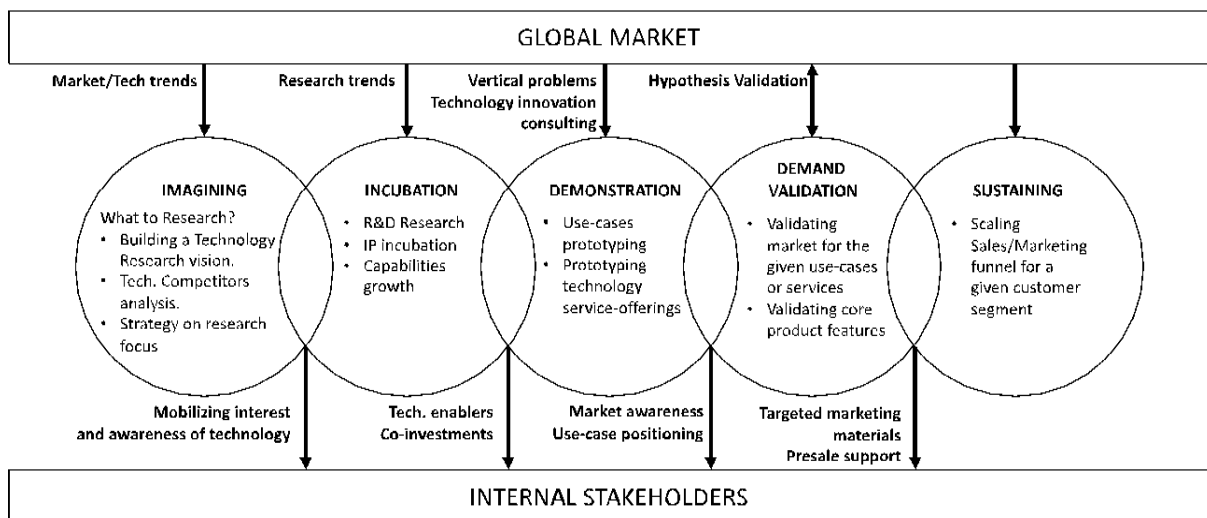 GLOBAL MARKET
Market/Tech trends
Research trends
Vertical problems
Technology innovation
consulting
Hypothesis Validation
IMAGINING
What to Research?
• Building a Technology
Research vision.
• Tech. Competitors
analysis.
• Strategy on research
focus
INCUBATION
• R&D Research
• IP incubation
• Capabilities
growth
DEMONSTRATION
• Use-cases
prototyping
• Prototyping
technology
service-offerings
DEMAND
VALIDATION
• Validating
market for the
given use-cases
or services
• Validating core
product features
SUSTAINING
• Scaling
Sales/Marketing
funnel for a
given customer
segment
Mobilizing interest
and awareness of technology
Tech. enablers
Co-investments
Market awareness
Use-case positioning
Targeted marketing
materials
Presale support
INTERNAL STAKEHOLDERS